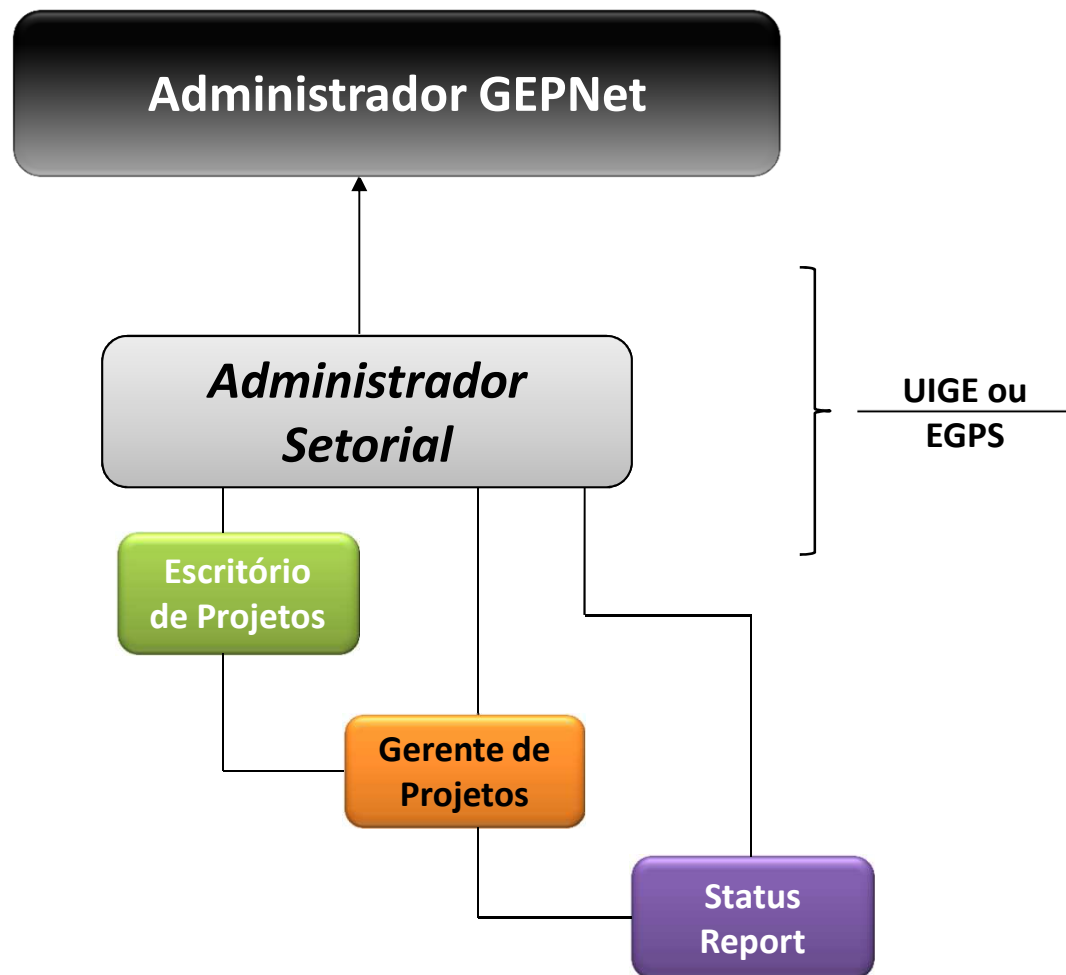 Administrador GEPNet
Administrador
Setorial
UIGE ou
EGPS
Escritório
de Projetos
Gerente de
Projetos
Status
Report